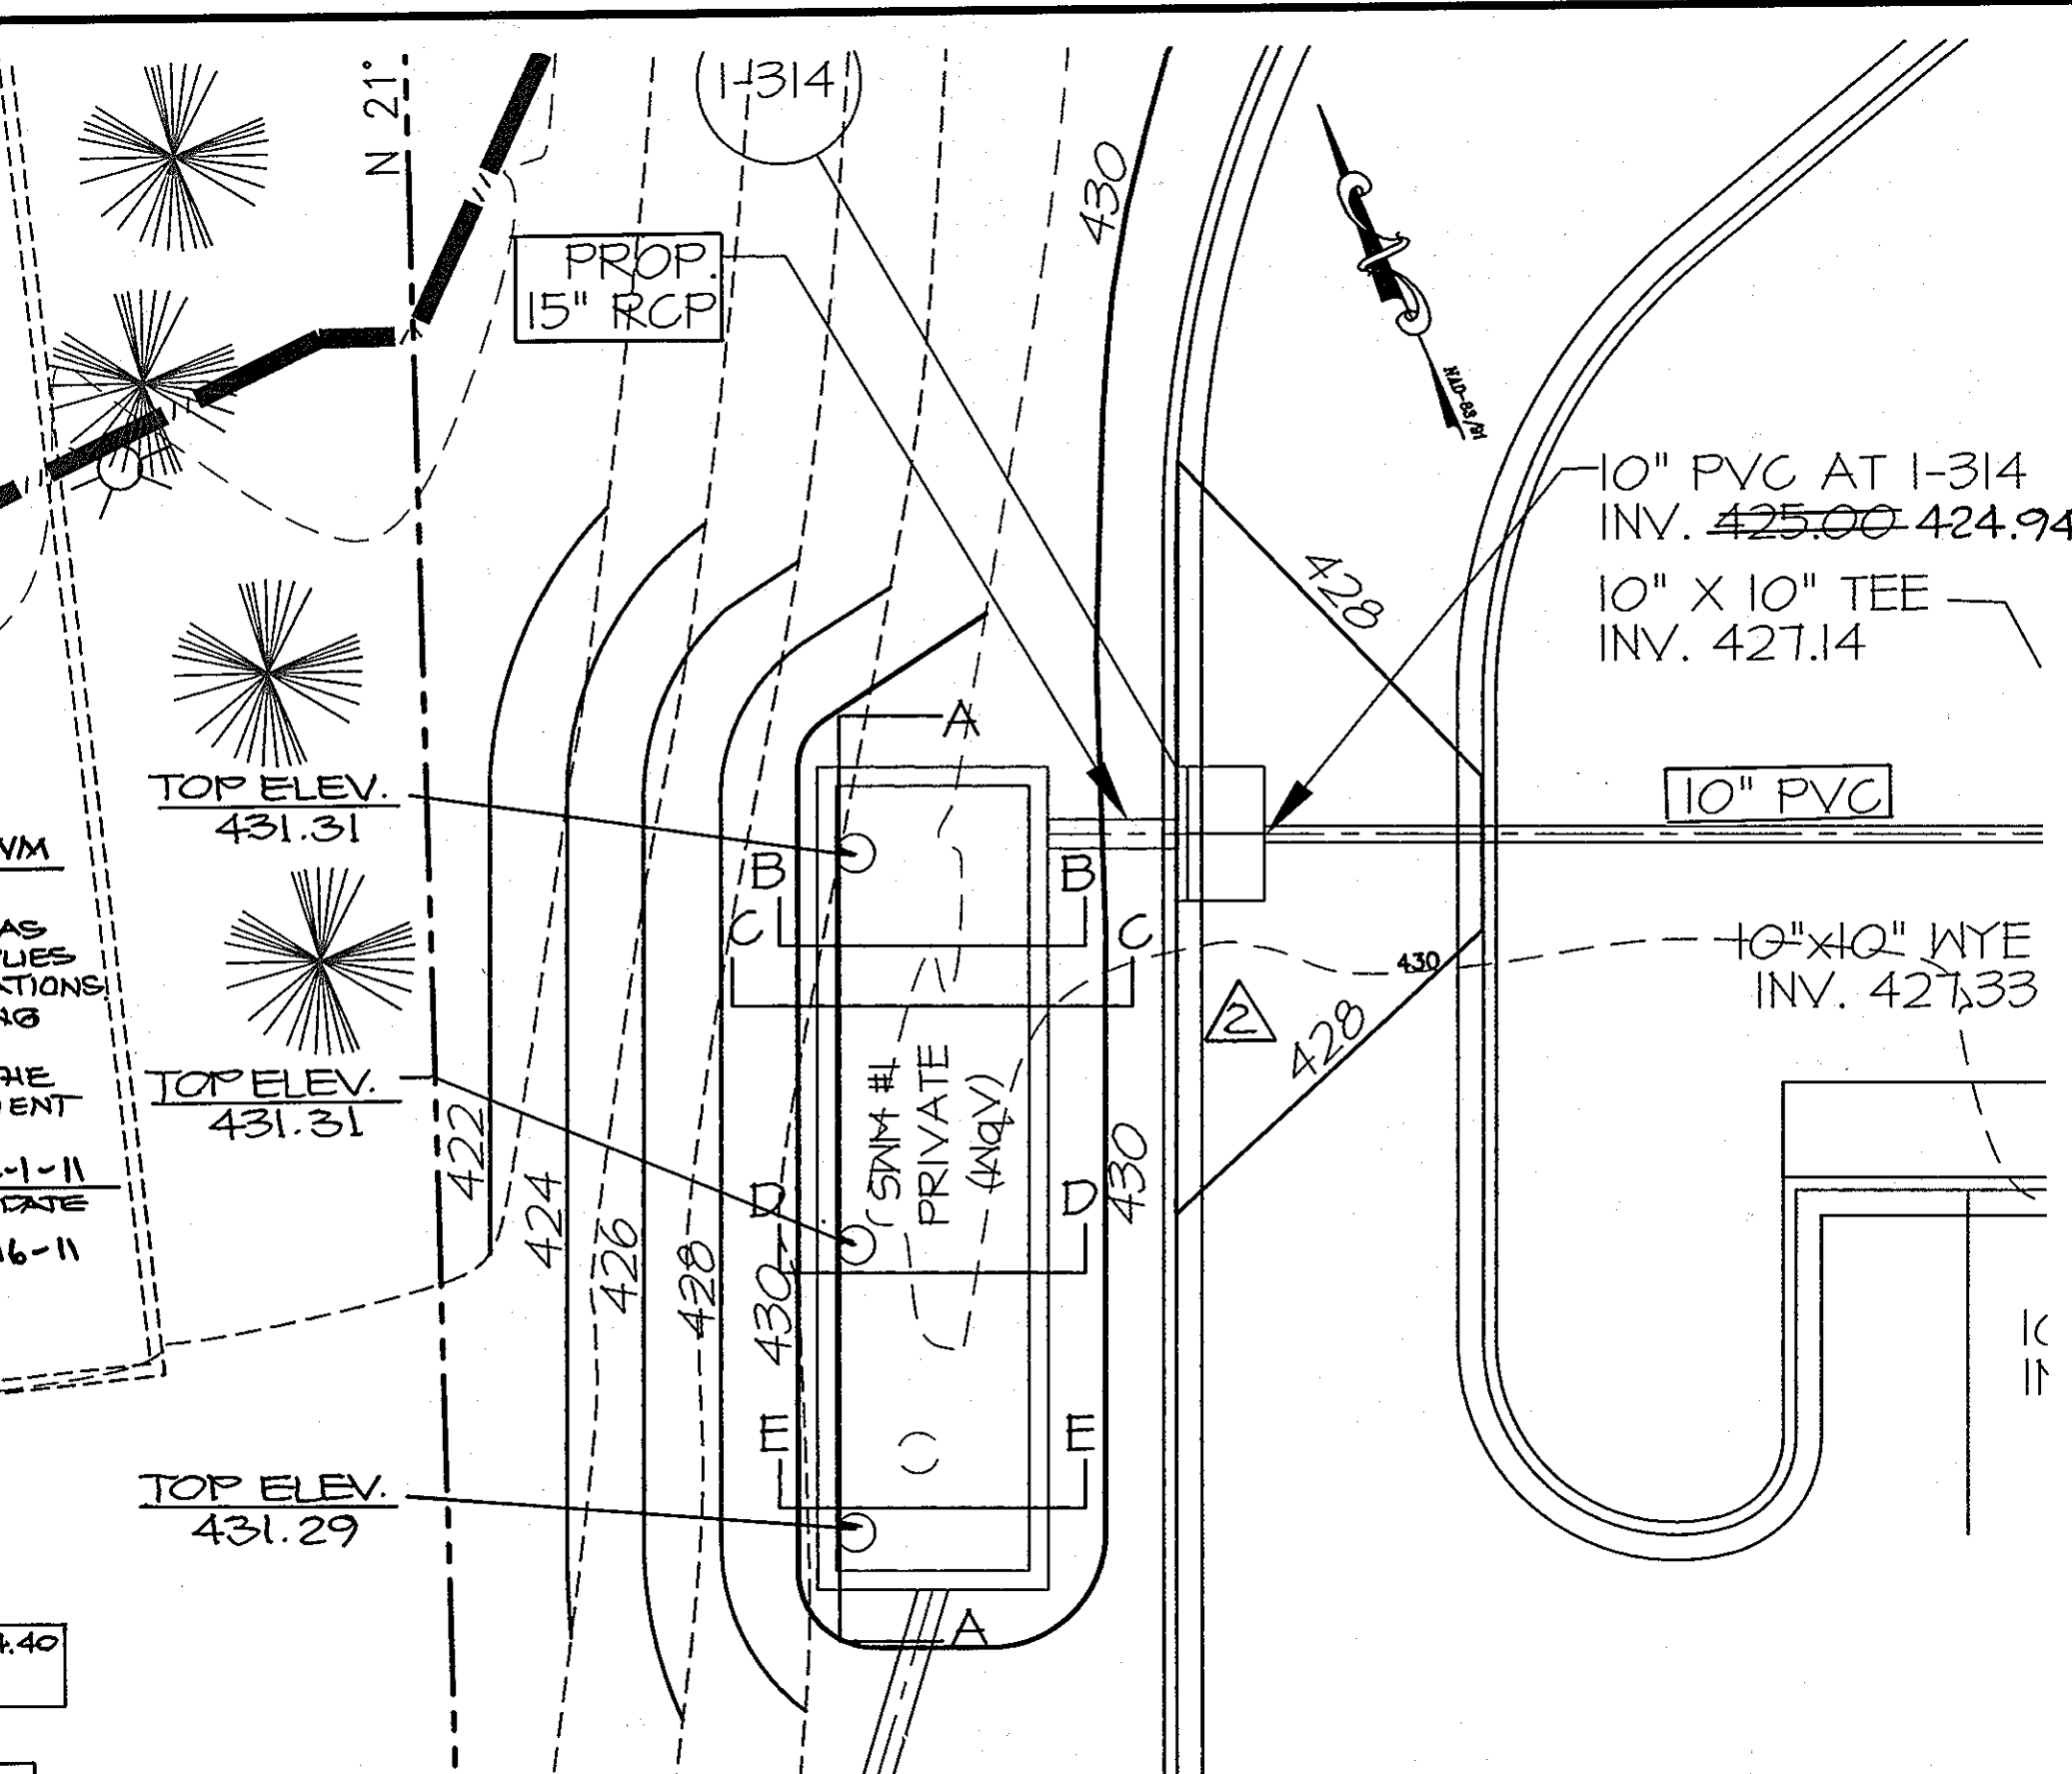 N 21°
1-314
430
PROP.
15" RCP
NAD-83/91
10" PVC AT 1-314
INV. 425.00 424.94
428
10" X 10" TEE
INV. 427.14
A
TOP ELEV.
431.31
10" PVC
B
B
C
C
10"x10" WYE
INV. 427.33
430
2
428
SWM #1
PRIVATE
(WQV)
TOP ELEV.
431.31
422
424
426
428
430
430
D
D
E
E
TOP ELEV.
431.29
A